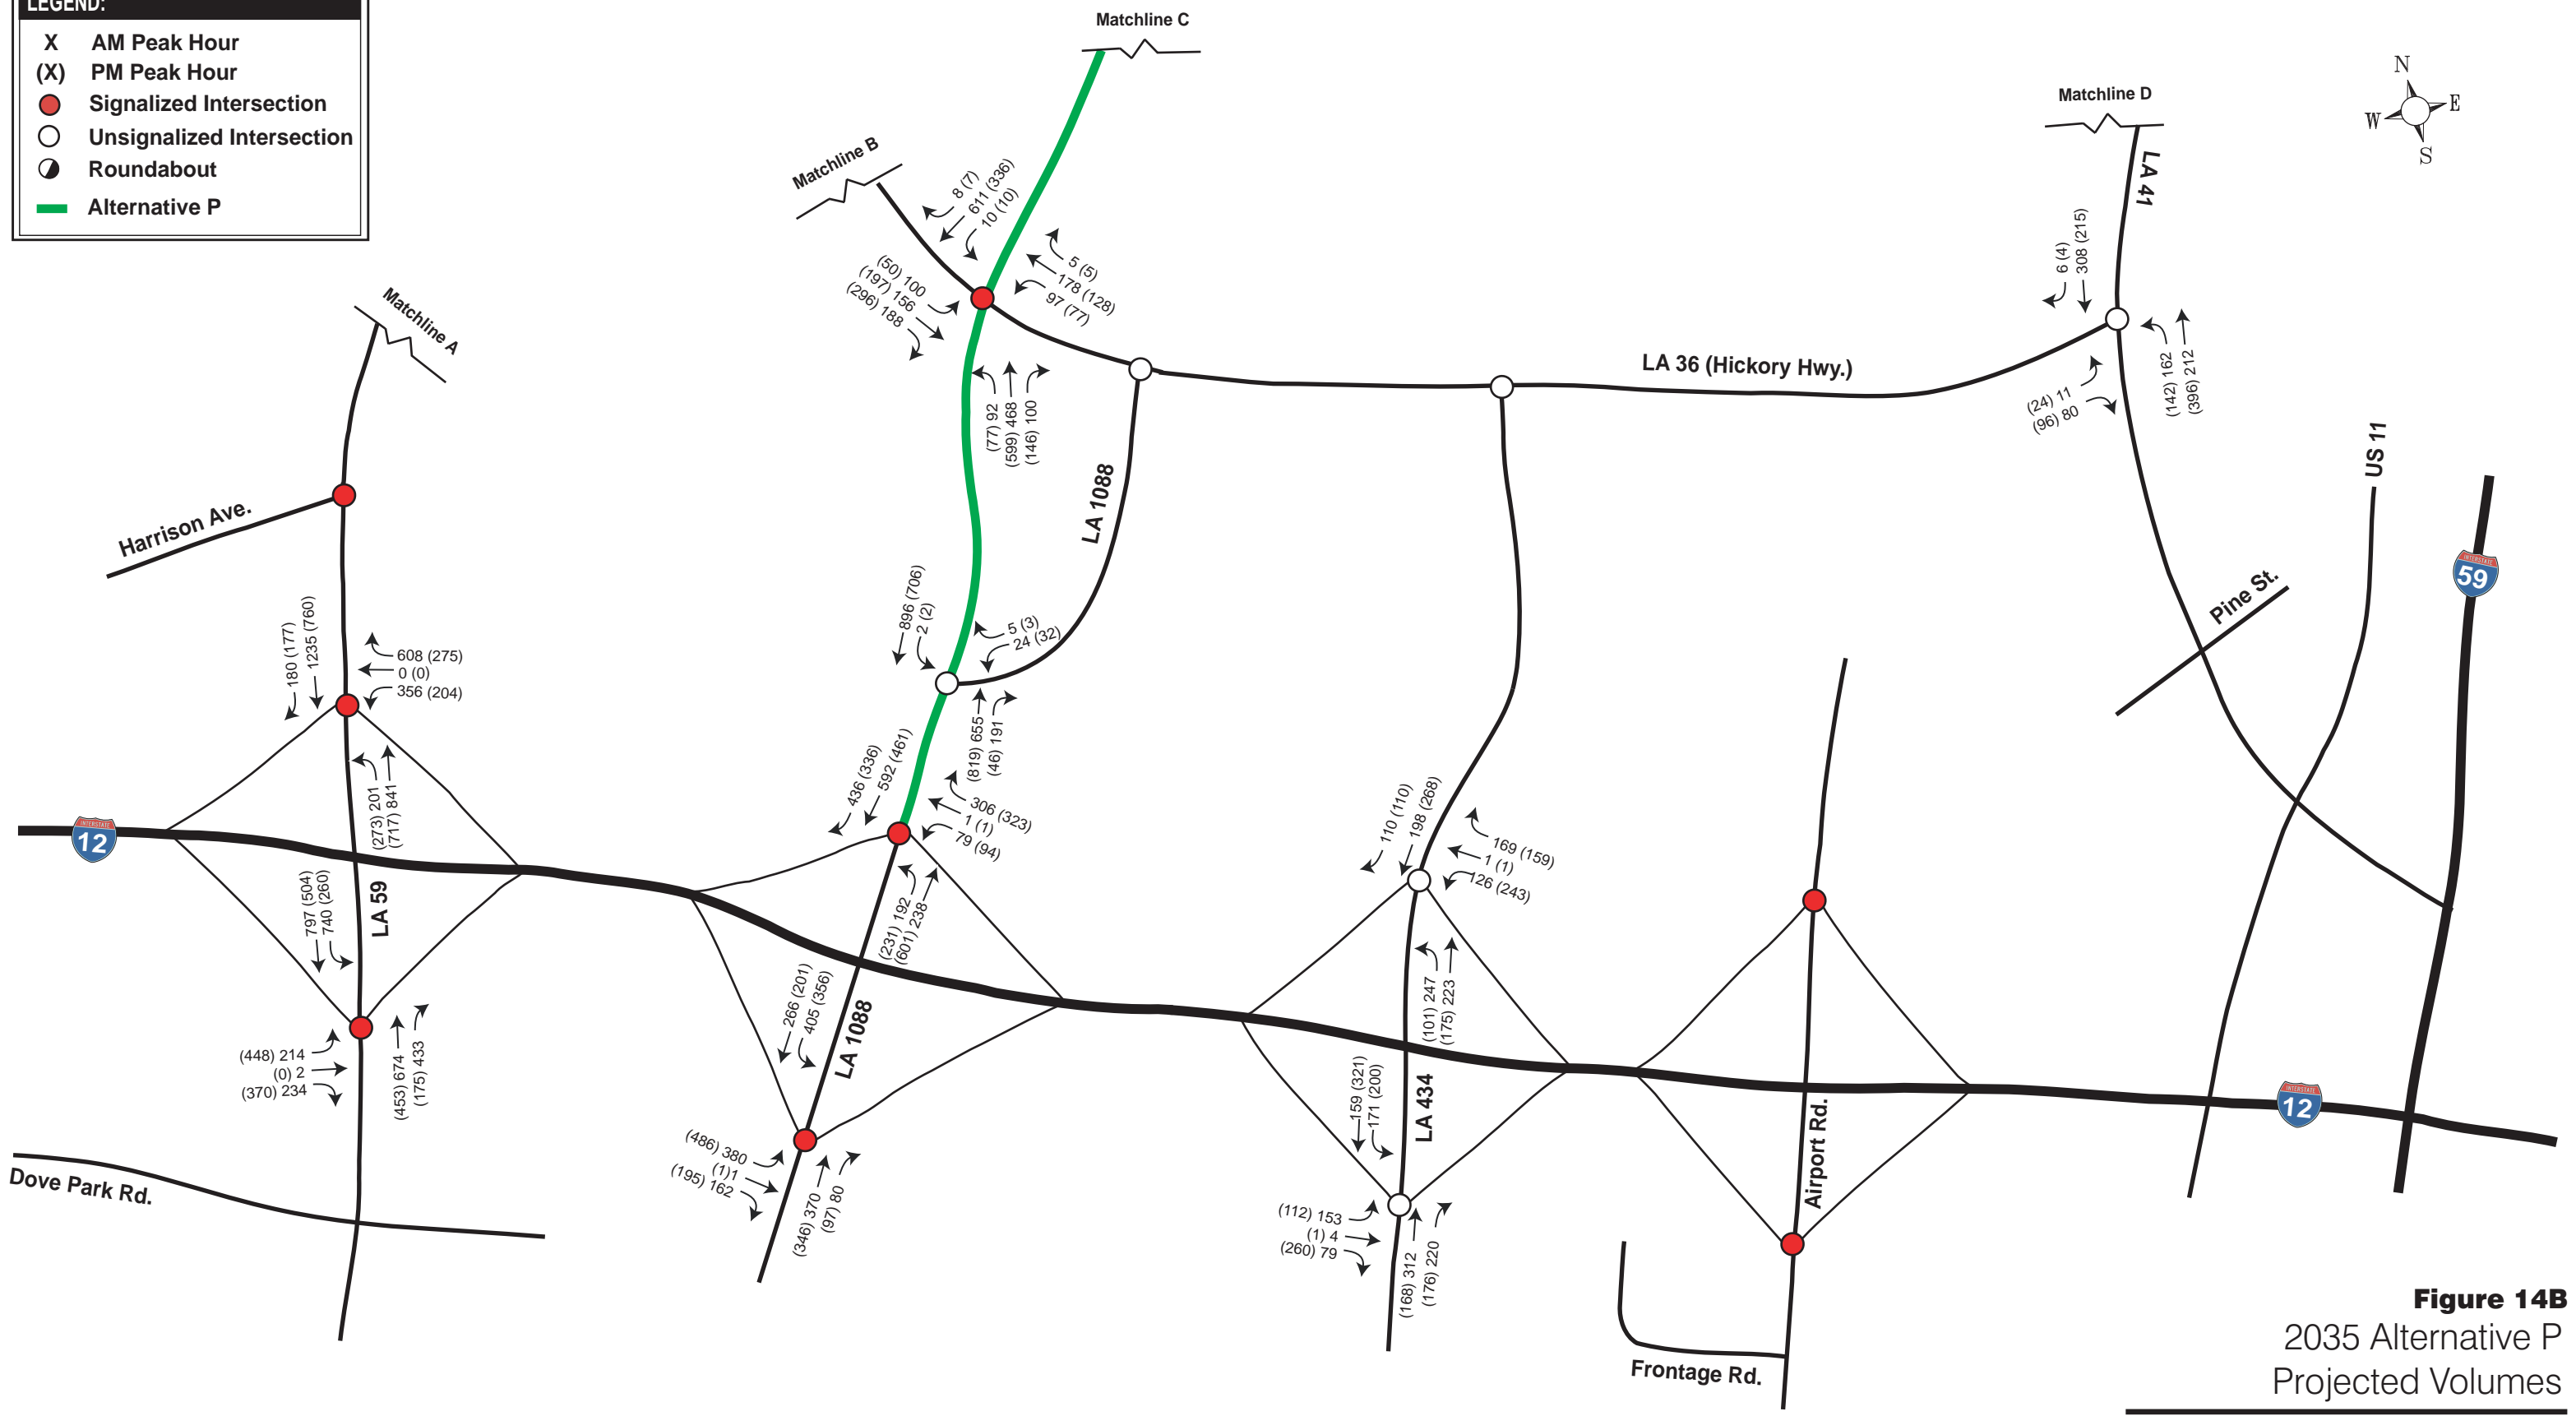 LEGEND:
X AM Peak Hour
(X) PM Peak Hour
Signalized Intersection
Unsignalized Intersection
Roundabout
Alternative P
Matchline C
Matchline D
N
W E
S
Matchline B
Matchline A
LA 41
8 (7)
611 (336)
10 (10)
5 (5)
178 (128)
97 (77)
(50) 100
(197) 156
(296) 188
(77) 92
(599) 468
(146) 100
LA 36 (Hickory Hwy.)
6 (4)
308 (215)
(24) 11
(96) 80
(142) 162
(396) 212
US 11
INTERSTATE
59
Pine St.
Harrison Ave.
LA 1088
896 (706)
2 (2)
5 (3)
24 (32)
(819) 655
(46) 191
180 (177)
1235 (760)
608 (275)
0 (0)
356 (204)
(273) 201
(717) 841
INTERSTATE
12
797 (504)
740 (260)
LA 59
(448) 214
(0) 2
(370) 234
(453) 674
(175) 433
Dove Park Rd.
436 (336)
592 (461)
306 (323)
1 (1)
79 (94)
(231) 192
(601) 238
266 (201)
405 (356)
LA 1088
(486) 380
(1)1
(195) 162
(346) 370
(97) 80
110 (110)
198 (268)
169 (159)
1 (1)
126 (243)
(101) 247
(175) 223
159 (321)
171 (200)
LA 434
(112) 153
(1) 4
(260) 79
(168) 312
(176) 220
Airport Rd.
Frontage Rd.
INTERSTATE
12
Figure 14B
2035 Alternative P
Projected Volumes